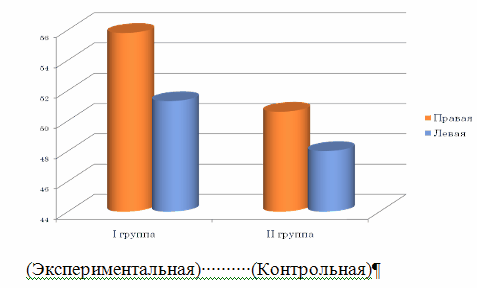 56
54
52
50
48
46
44
I группа
II группа
Правая
Левая
(Экспериментальная)··········(Контрольная)¶